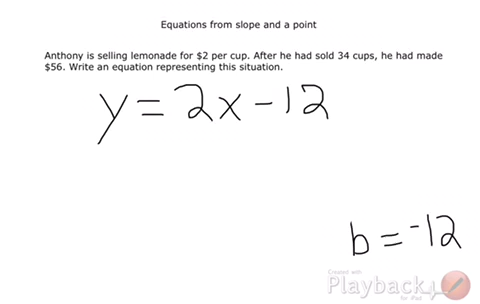 Equations from slope and a point
Anthony is selling lemonade for $2 per cup. After he had sold 34 cups, he had made
$56. Write an equation representing this situation.
y = 2x - 12
b = -12
Created with
Playback
for iPad